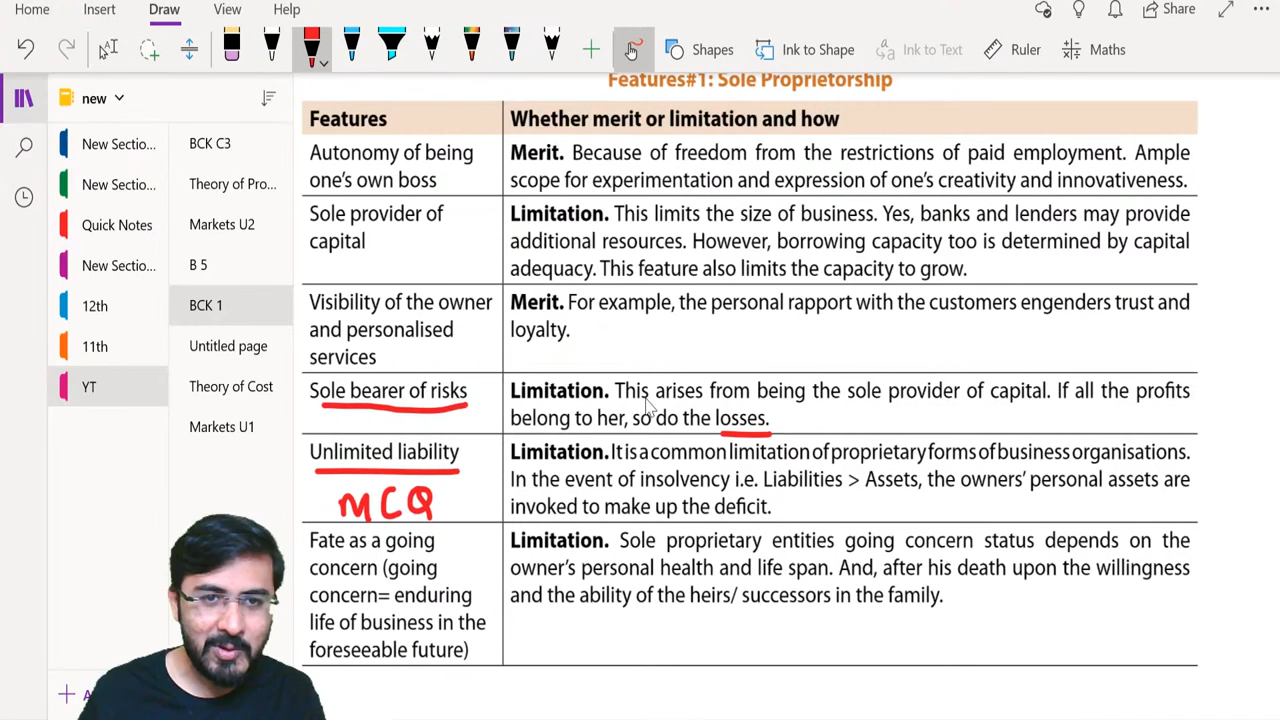 Home Insert Draw View Help Share
Shapes Ink to Shape Ink to Text Ruler Maths
new
New Sectio...
New Sectio...
Quick Notes
New Sectio...
12th
11th
YT
BCK C3
Theory of Pro...
Markets U2
B 5
BCK 1
Untitled page
Theory of Cost
Markets U1
Features#1: Sole Proprietorship
Features Whether merit or limitation and how
Autonomy of being
one's own boss
Merit. Because of freedom from the restrictions of paid employment. Ample
scope for experimentation and expression of one's creativity and innovativeness.
Sole provider of
capital
Limitation. This limits the size of business. Yes, banks and lenders may provide
additional resources. However, borrowing capacity too is determined by capital
adequacy. This feature also limits the capacity to grow.
Visibility of the owner
and personalised
services
Merit. For example, the personal rapport with the customers engenders trust and
loyalty.
Sole bearer of risks
Limitation. This arises from being the sole provider of capital. If all the profits
belong to her, so do the losses.
Unlimited liability
MCQ
Limitation. It is a common limitation of proprietary forms of business organisations.
In the event of insolvency i.e. Liabilities > Assets, the owners' personal assets are
invoked to make up the deficit.
Fate as a going
concern (going
concern= enduring
life of business in the
foreseeable future)
Limitation. Sole proprietary entities going concern status depends on the
owner's personal health and life span. And, after his death upon the willingness
and the ability of the heirs/ successors in the family.